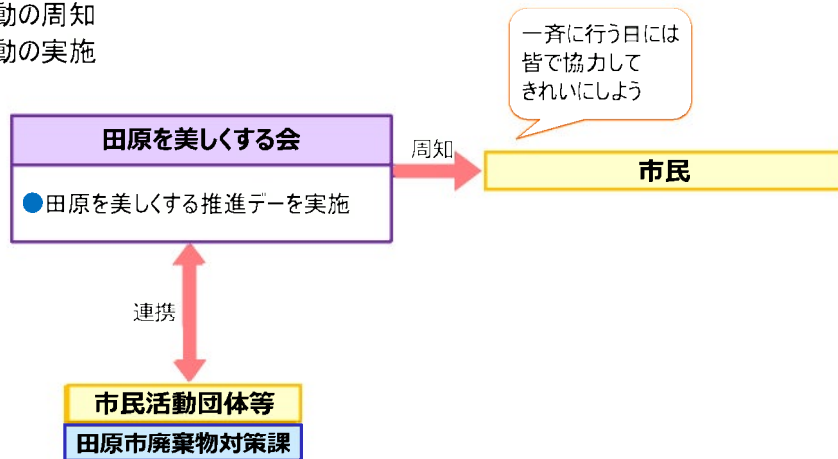 動の周知
動の実施
一斉に行う日には
皆で協力して
きれいにしよう
田原を美しくする会
周知
市民
●田原を美しくする推進デーを実施
連携
市民活動団体等
田原市廃棄物対策課